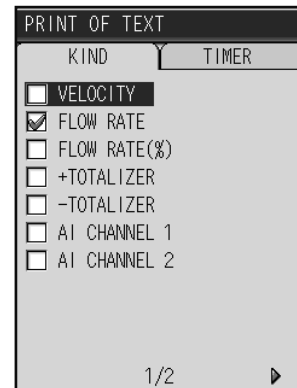 PRINT OF TEXT
KIND TIMER
VELOCITY
FLOW RATE
FLOW RATE(%)
+TOTALIZER
-TOTALIZER
AI CHANNEL 1
AI CHANNEL 2
1/2